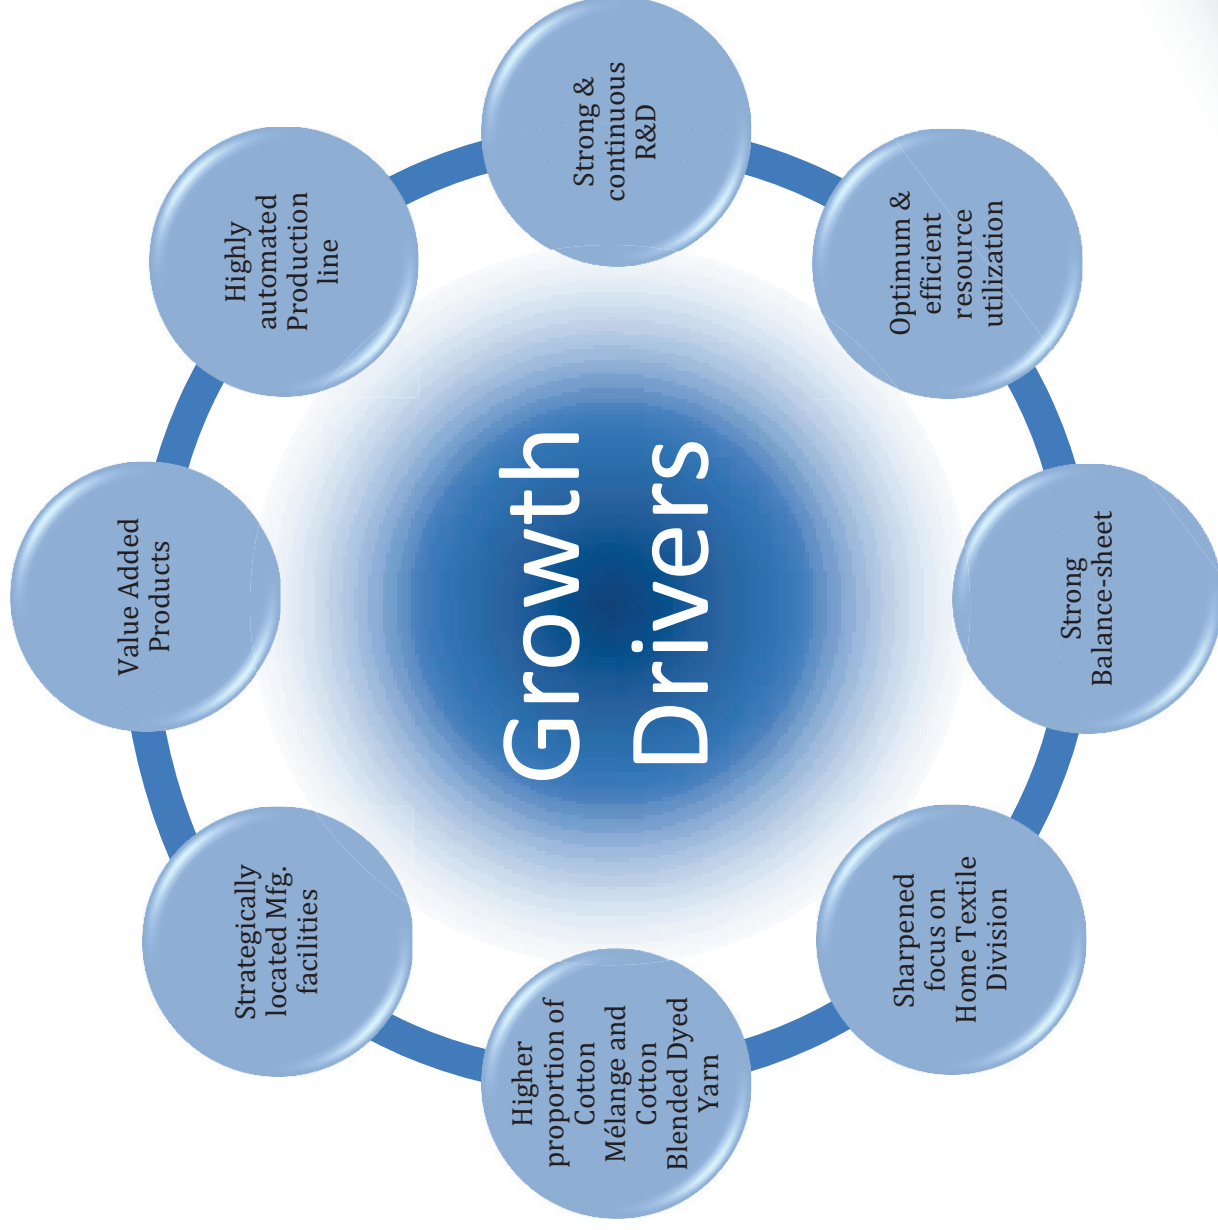 Growth
Drivers
Value Added
Products
Highly
automated
Production
line
Strong &
continuous
R&D
Optimum &
efficient
resource
utilization
Strong
Balance-sheet
Sharpened
focus on
Home Textile
Division
Higher
proportion of
Cotton
Mélange and
Cotton
Blended Dyed
Yarn
Strategically
located Mfg.
facilities